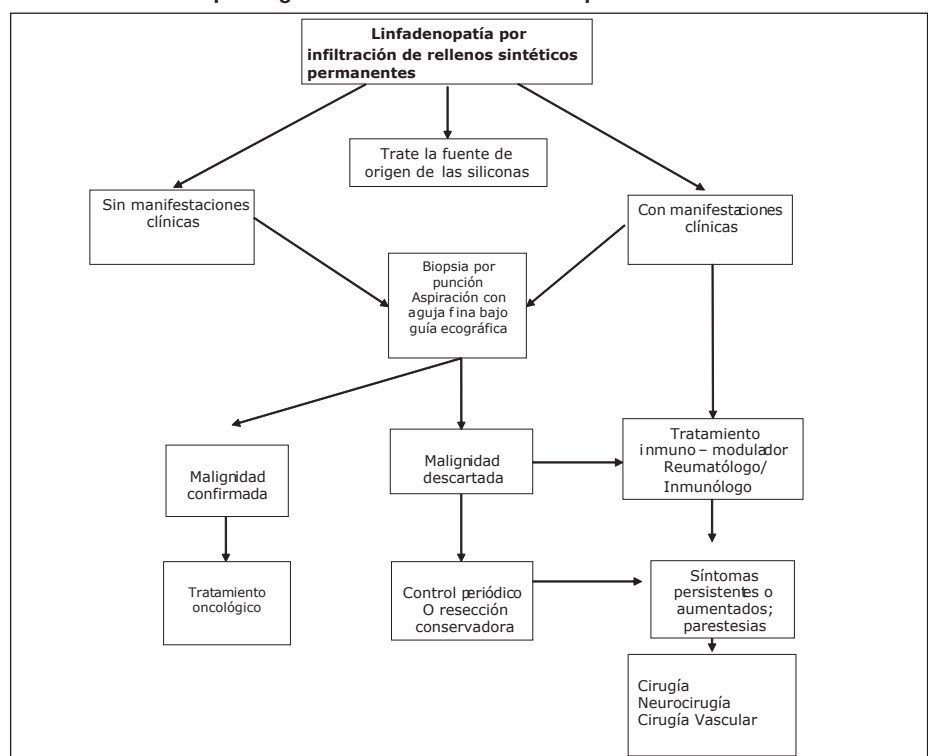 Linfadenopatía por
infiltración de rellenos sintéticos
permanentes
Trate la fuente de
origen de las siliconas
Sin manifestaciones
clínicas
Con manifestaciones
clínicas
Biopsia por
punción
Aspiración con
aguja fina bajo
guía ecográfica
Malignidad
confirmada
Malignidad
descartada
Tratamiento
inmuno – modulador
Reumatólogo/
Inmunólogo
Tratamiento
oncológico
Control periódico
O resección
conservadora
Síntomas
persistentes o
aumentados;
parestesias
Cirugía
Neurocirugía
Cirugía Vascular